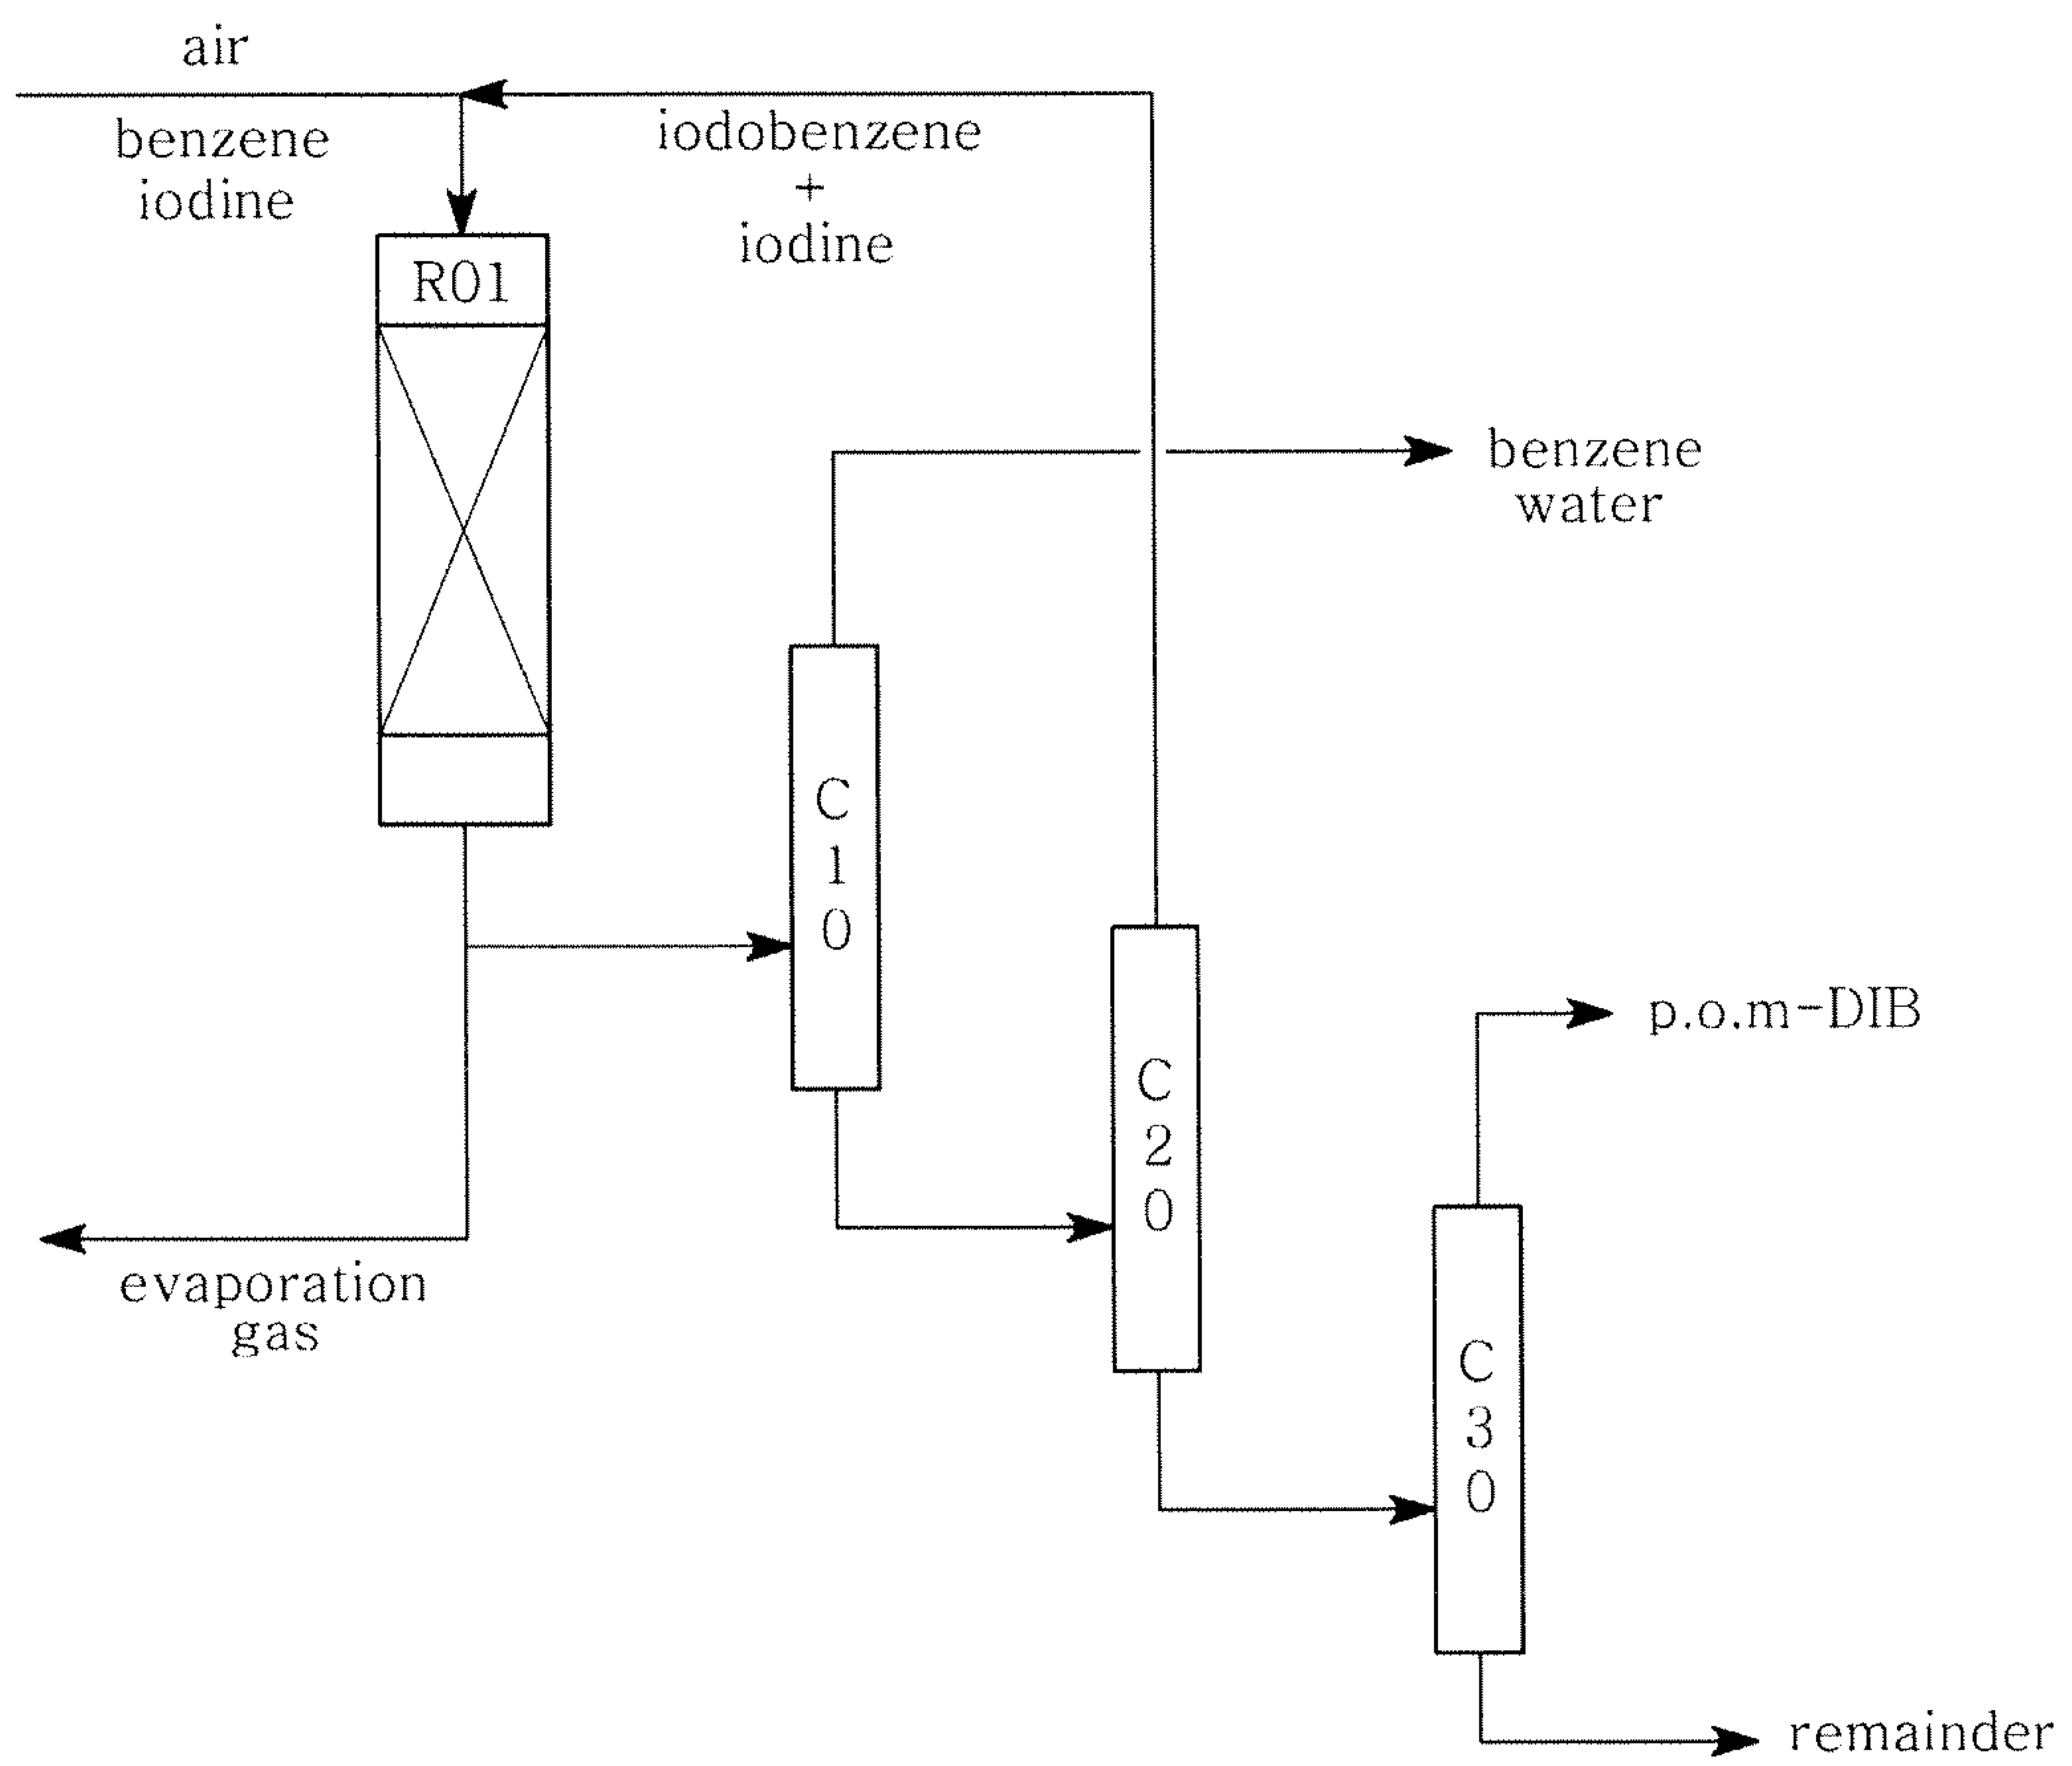 air
benzene
iodine
iodobenzene
+
iodine
R01
benzene
water
C
1
0
p.o.m-DIB
C
2
0
evaporation
gas
C
3
0
remainder